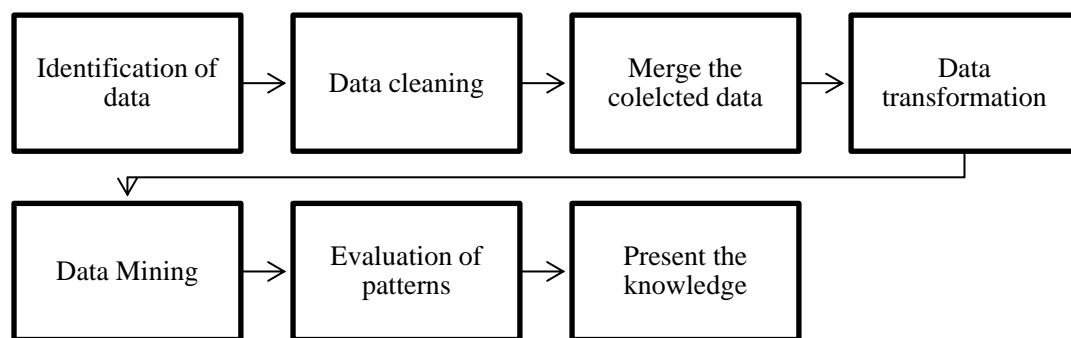 Identification of
data
Data cleaning
Merge the
colelcted data
Data
transformation
Data Mining
Evaluation of
patterns
Present the
knowledge